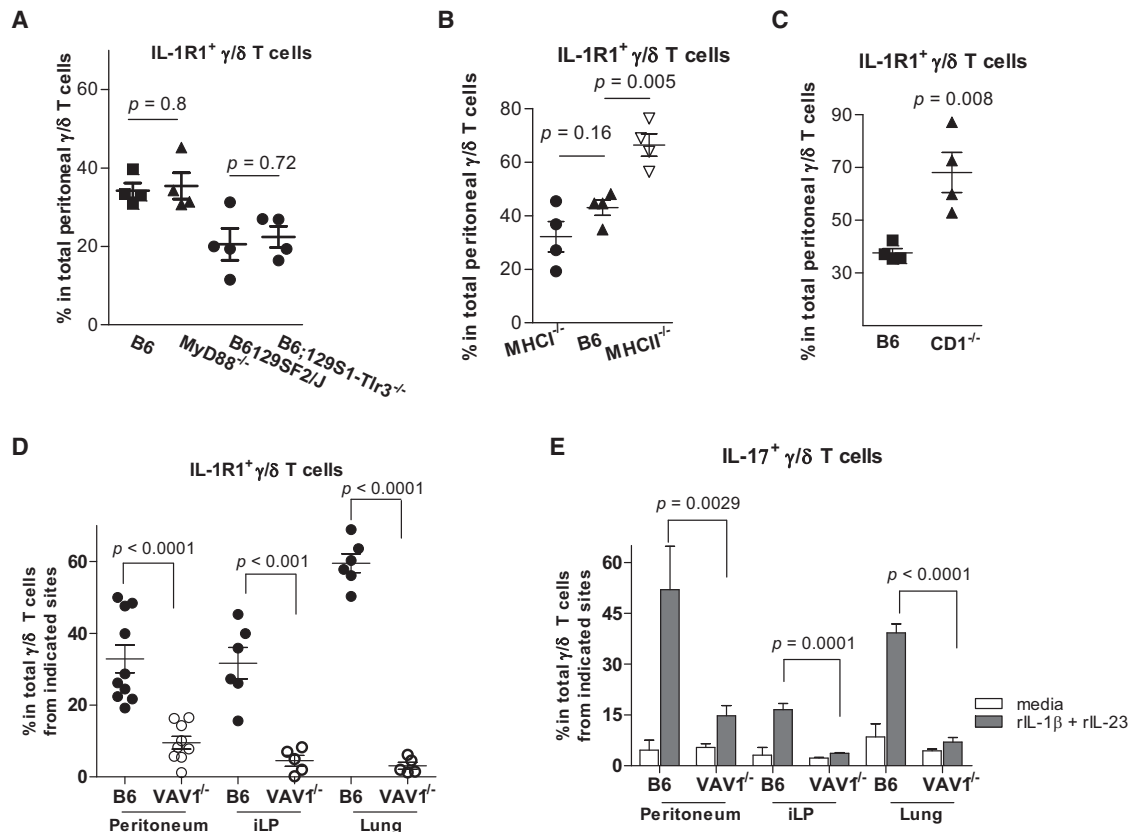 A
IL-1R1⁺ γ/δ T cells
% in total peritoneal γ/δ T cells
60
40
20
0
p = 0.8
p = 0.72
B6
MyD88⁻/⁻
B6129SF2/J
B6;129S1-Tlr3⁻/⁻
B
IL-1R1⁺ γ/δ T cells
% in total peritoneal γ/δ T cells
80
60
40
20
0
p = 0.005
p = 0.16
MHCI⁻/⁻
B6
MHCII⁻/⁻
C
IL-1R1⁺ γ/δ T cells
% in total peritoneal γ/δ T cells
90
70
50
30
p = 0.008
B6
CD1⁻/⁻
D
IL-1R1⁺ γ/δ T cells
% in total γ/δ T cells
from indicated sites
60
40
20
0
p < 0.0001
p < 0.001
p < 0.0001
B6 VAV1⁄⁻ B6 VAV1⁄⁻ B6 VAV1⁄⁻
Peritoneum iLP Lung
E
IL-17⁺ γ/δ T cells
% in total γ/δ T cells
from indicated sites
60
45
30
15
0
p = 0.0029
p = 0.0001
p < 0.0001
media
rIL-1β + rIL-23
B6 VAV1⁄⁻ B6 VAV1⁄⁻ B6 VAV1⁄⁻
Peritoneum iLP Lung